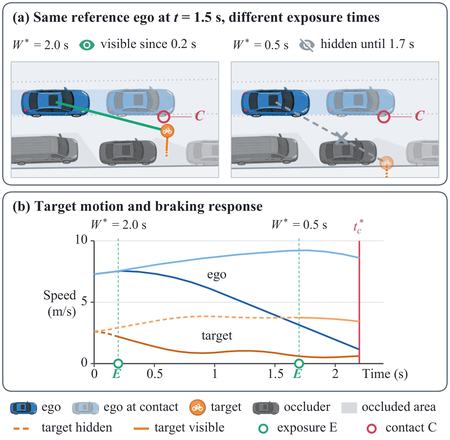 (a) Same reference ego at t = 1.5 s, different exposure times
W* = 2.0 s visible since 0.2 s
W* = 0.5 s hidden until 1.7 s
C
C
(b) Target motion and braking response
W* = 2.0 s
W* = 0.5 s
t_c*
10
ego
Speed
(m/s)
5
target
0
0 E 0.5 1 1.5 E 2 Time (s)
ego ego at contact target occluder occluded area
target hidden target visible exposure E contact C